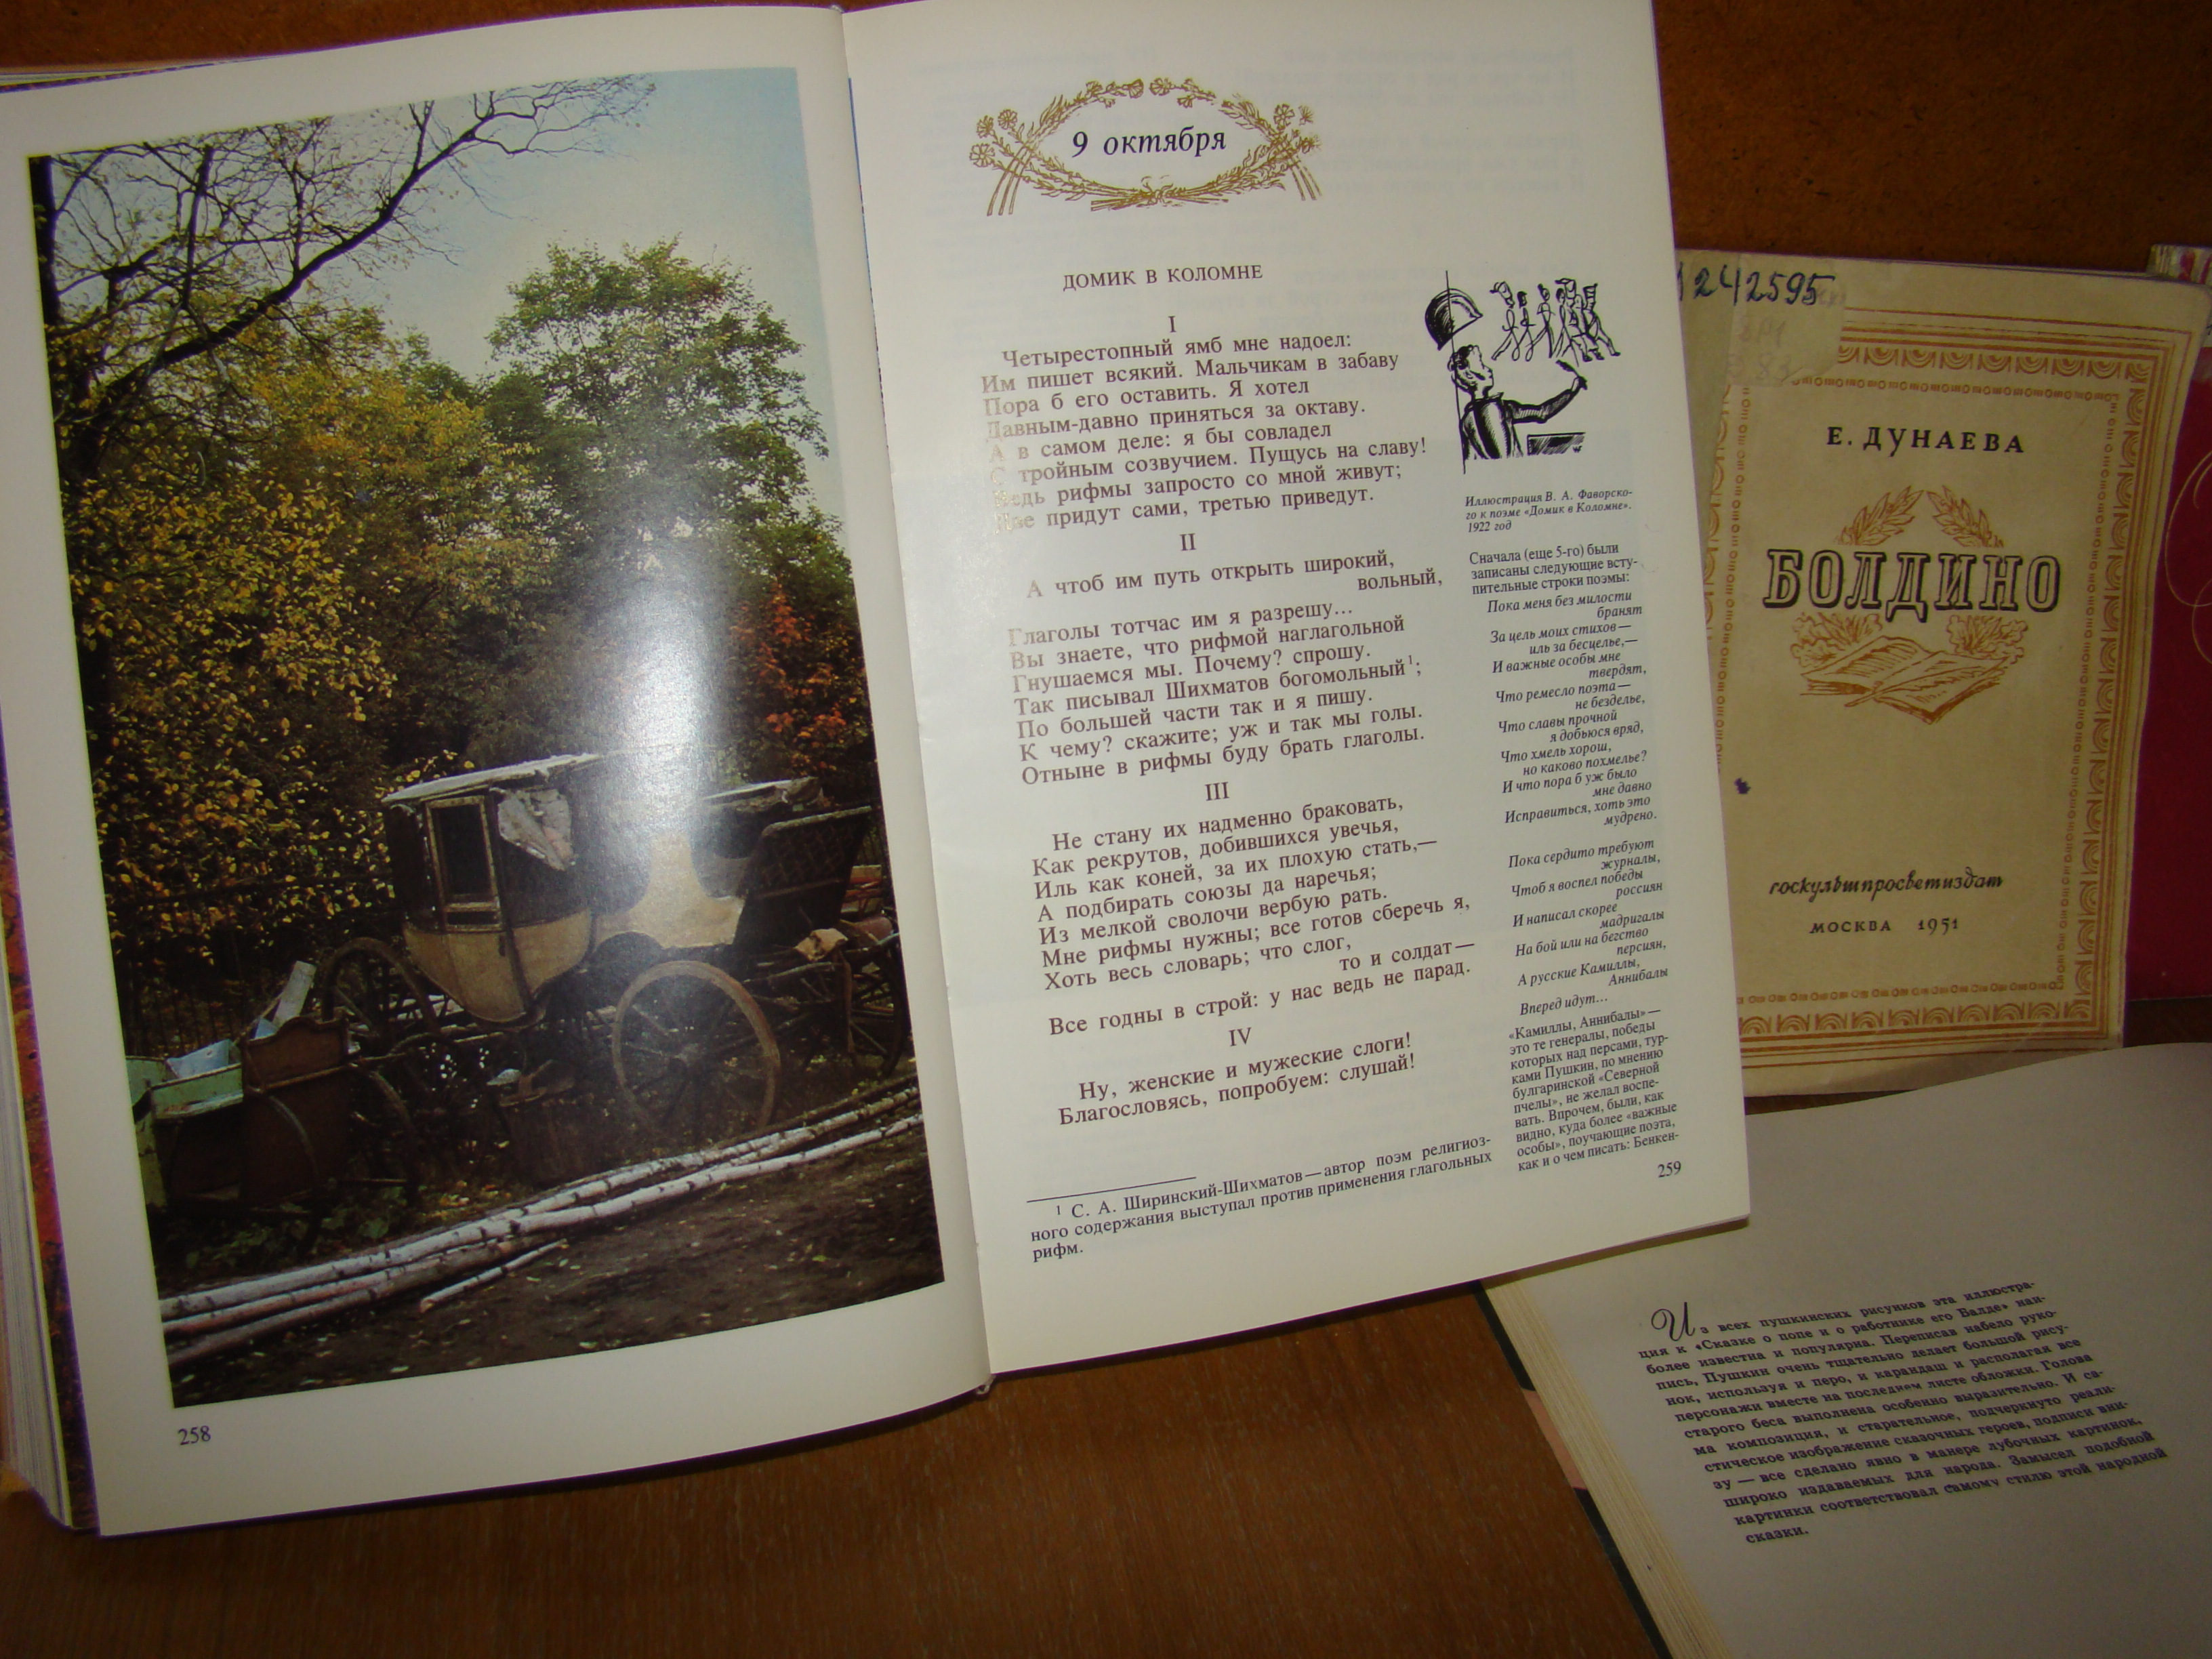 258
9 октября
ДОМИК В КОЛОМНЕ
I
Четырестопный ямб мне надоел:
Им пишет всякий. Мальчикам в забаву
Пора б его оставить. Я хотел
Давным-давно приняться за октаву.
А в самом деле: я бы совладел
С тройным созвучием. Пущусь на славу!
Ведь рифмы запросто со мной живут;
Две придут сами, третью приведут.
II
А чтоб им путь открыть широкий,
вольный,
Глаголы тотчас им я разрешу...
Вы знаете, что рифмой наглагольной
Гнушаемся мы. Почему? спрошу.
Так писывал Шихматов богомольный¹;
По большей части так и я пишу.
К чему? скажите; уж и так мы голы.
Отныне в рифмы буду брать глаголы.
III
Не стану их надменно браковать,
Как рекрутов, добившихся увечья,
Иль как коней, за их плохую стать,—
А подбирать союзы да наречья;
Из мелкой сволочи вербую рать.
Мне рифмы нужны; все готов сберечь я,
Хоть весь словарь; что слог,
то и солдат—
Все годны в строй: у нас ведь не парад.
IV
Ну, женские и мужеские слоги!
Благословясь, попробуем: слушай!
¹ С. А. Ширинский-Шихматов—автор поэм религиоз-
ного содержания выступал против применения глагольных
рифм.
Иллюстрация В. А. Фаворско-
го к поэме «Домик в Коломне».
1922 год
Сначала (еще 5-го) были
записаны следующие всту-
пительные строки поэмы:
Пока меня без милости
бранят
За цель моих стихов—
иль за бесцелье,—
И важные особы мне
твердят,
Что ремесло поэта—
не безделье,
Что славы прочной
я добьюся вряд,
Что хмель хорош,
но каково похмелье?
И что пора б уж было
мне давно
Исправиться, хоть это
мудрено.
Пока сердито требуют
журналы,
Чтоб я воспел победы
россиян
И написал скорее
мадригалы
На бой или на бегство
персиян,
А русские Камиллы,
Аннибалы
Вперед идут...
«Камиллы, Аннибалы»—
это те генералы, победы
которых над персами, тур-
ками Пушкин, по мнению
булгаринской «Северной
пчелы», не желал воспе-
вать. Впрочем, были, как
видно, куда более «важные
особы», поучающие поэта,
как и о чем писать: Бенкен-
259
1242595
Е. ДУНАЕВА
БОЛДИНО
госкультпросветиздат
МОСКВА 1951
Из всех пушкинских рисунков эта иллюстра-
ция к «Сказке о попе и о работнике его Балде» наи-
более известна и популярна. Переписав набело руко-
пись, Пушкин очень тщательно делает большой рису-
нок, используя и перо, и карандаш и располагая все
персонажи вместе на последнем листе обложки. Голова
старого беса выполнена особенно выразительно. И са-
ма композиция, и старательное, подчеркнуто реали-
стическое изображение сказочных героев, подписи вни-
зу — все сделано явно в манере лубочных картинок,
широко издаваемых для народа. Замысел подобной
картинки соответствовал самому стилю этой народной
сказки.